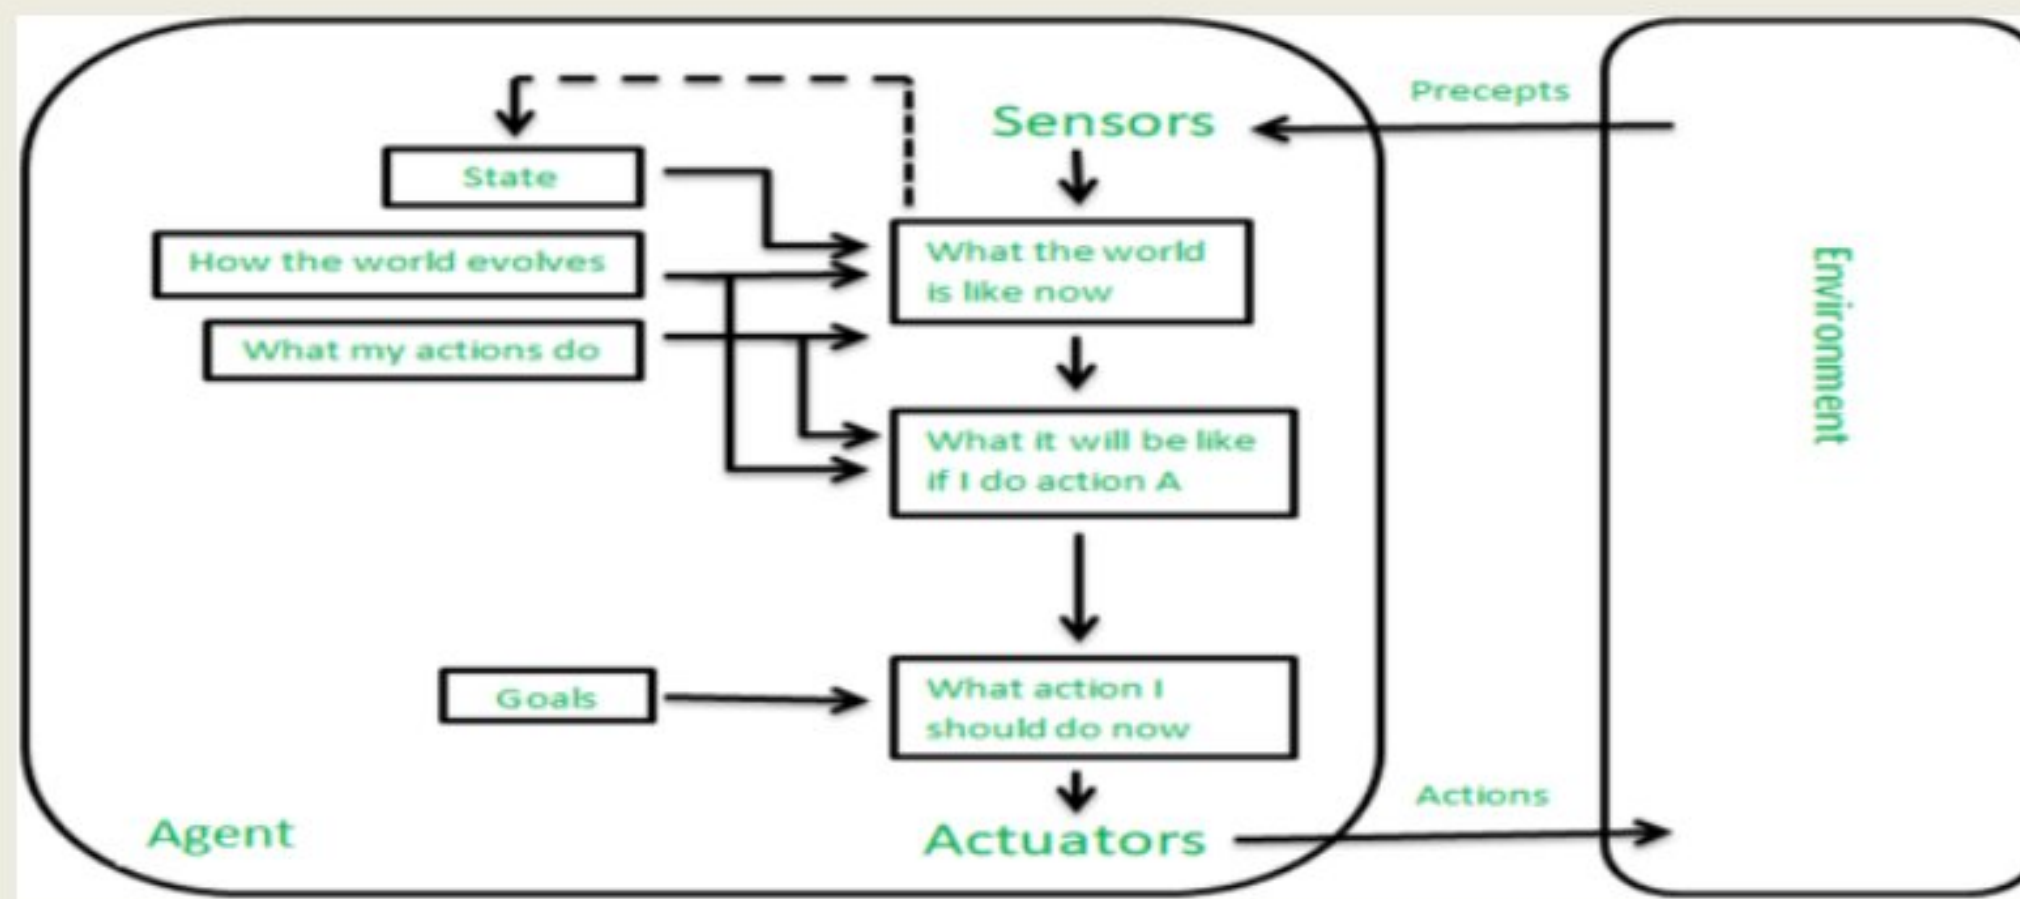 Precepts
Sensors
State
How the world evolves
What the world
is like now
What my actions do
Environment
What it will be like
if I do action A
Goals
What action I
should do now
Actions
Agent
Actuators